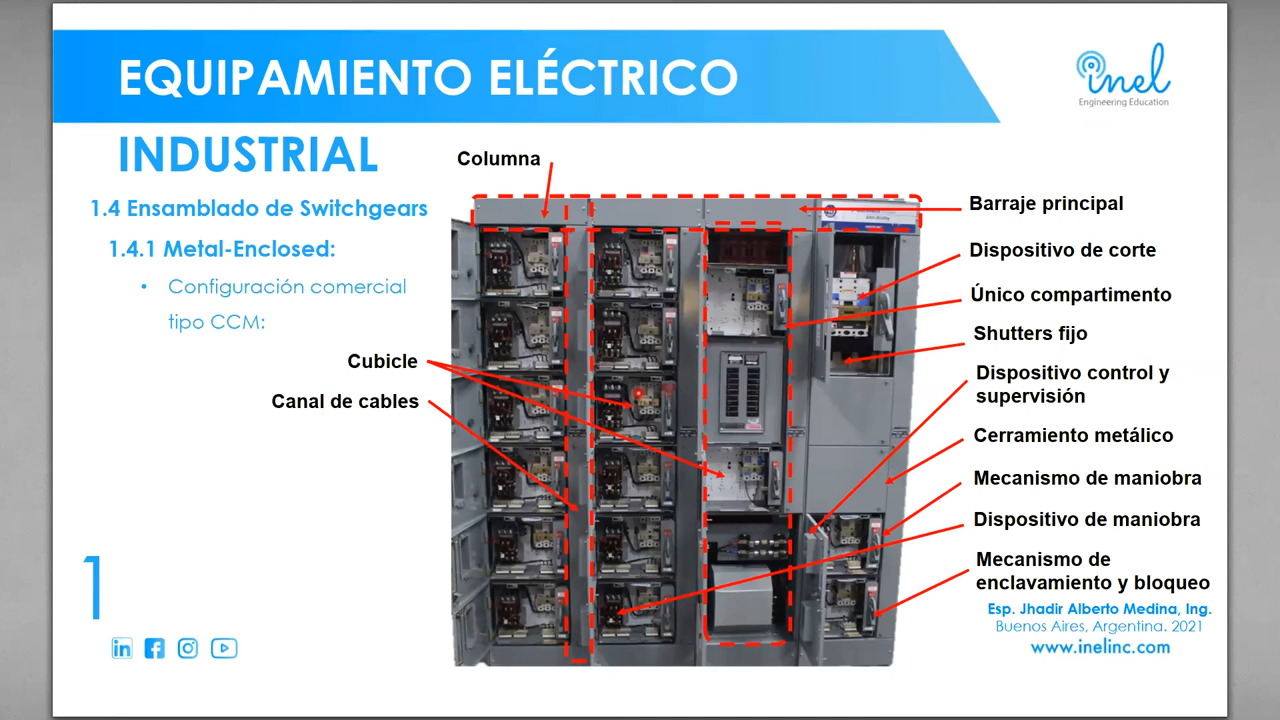 EQUIPAMIENTO ELÉCTRICO
inel
Engineering Education
INDUSTRIAL
1.4 Ensamblado de Switchgears
1.4.1 Metal-Enclosed:
• Configuración comercial
tipo CCM:
Columna
Cubicle
Canal de cables
Barraje principal
Dispositivo de corte
Único compartimento
Shutters fijo
Dispositivo control y
supervisión
Cerramiento metálico
Mecanismo de maniobra
Dispositivo de maniobra
Mecanismo de
enclavamiento y bloqueo
1
Esp. Jhadir Alberto Medina, Ing.
Buenos Aires, Argentina. 2021
www.inelinc.com